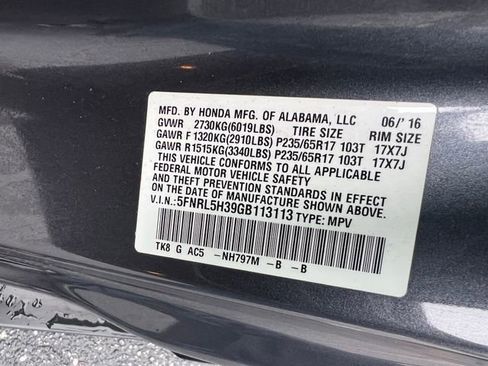 MFD. BY HONDA MFG. OF ALABAMA, LLC 06/'16
GVWR 2730KG(6019LBS) TIRE SIZE RIM SIZE
GAWR F 1320KG(2910LBS) P235/65R17 103T 17X7J
GAWR R1515KG(3340LBS) P235/65R17 103T 17X7J
THIS VEHICLE CONFORMS TO ALL APPLICABLE
FEDERAL MOTOR VEHICLE SAFETY
AND THEFT PREVENTION STANDARDS IN
EFFECT ON THE DATE OF MANUFACTURE
SHOWN ABOVE.
V.I.N.:5FNRL5H39GB113113 TYPE: MPV
TK8 G AC5 -NH797M -B -B